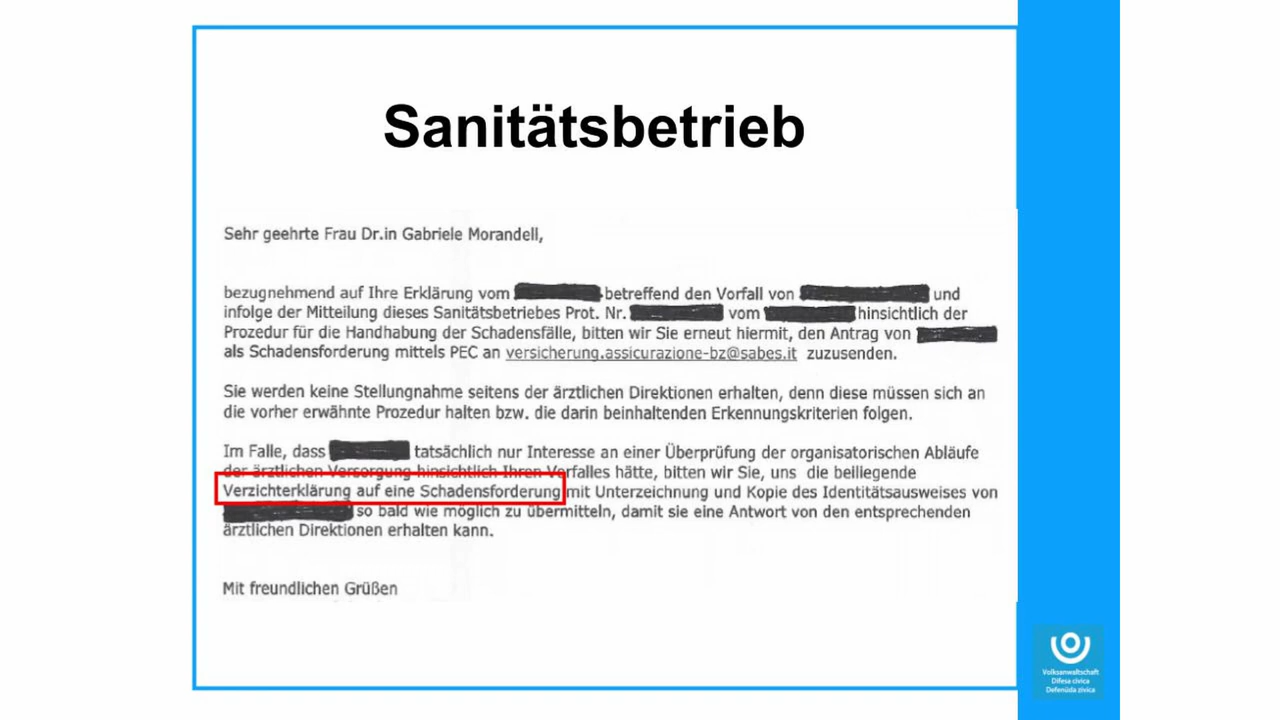 Sanitätsbetrieb
Sehr geehrte Frau Dr.in Gabriele Morandell,
bezugnehmend auf Ihre Erklärung vom betreffend den Vorfall von und
infolge der Mitteilung dieses Sanitätsbetriebes Prot. Nr. vom hinsichtlich der
Prozedur für die Handhabung der Schadensfälle, bitten wir Sie erneut hiermit, den Antrag von
als Schadensforderung mittels PEC an versicherung.assicurazione-bz@sabes.it zuzusenden.
Sie werden keine Stellungnahme seitens der ärztlichen Direktionen erhalten, denn diese müssen sich an
die vorher erwähnte Prozedur halten bzw. die darin beinhaltenden Erkennungskriterien folgen.
Im Falle, dass tatsächlich nur Interesse an einer Überprüfung der organisatorischen Abläufe
der ärztlichen Versorgung hinsichtlich Ihren Vorfalles hätte, bitten wir Sie, uns die beiliegende
Verzichterklärung auf eine Schadensforderung mit Unterzeichnung und Kopie des Identitätsausweises von
so bald wie möglich zu übermitteln, damit sie eine Antwort von den entsprechenden
ärztlichen Direktionen erhalten kann.
Mit freundlichen Grüßen
Volksanwaltschaft
Difesa civica
Defenüda zivica